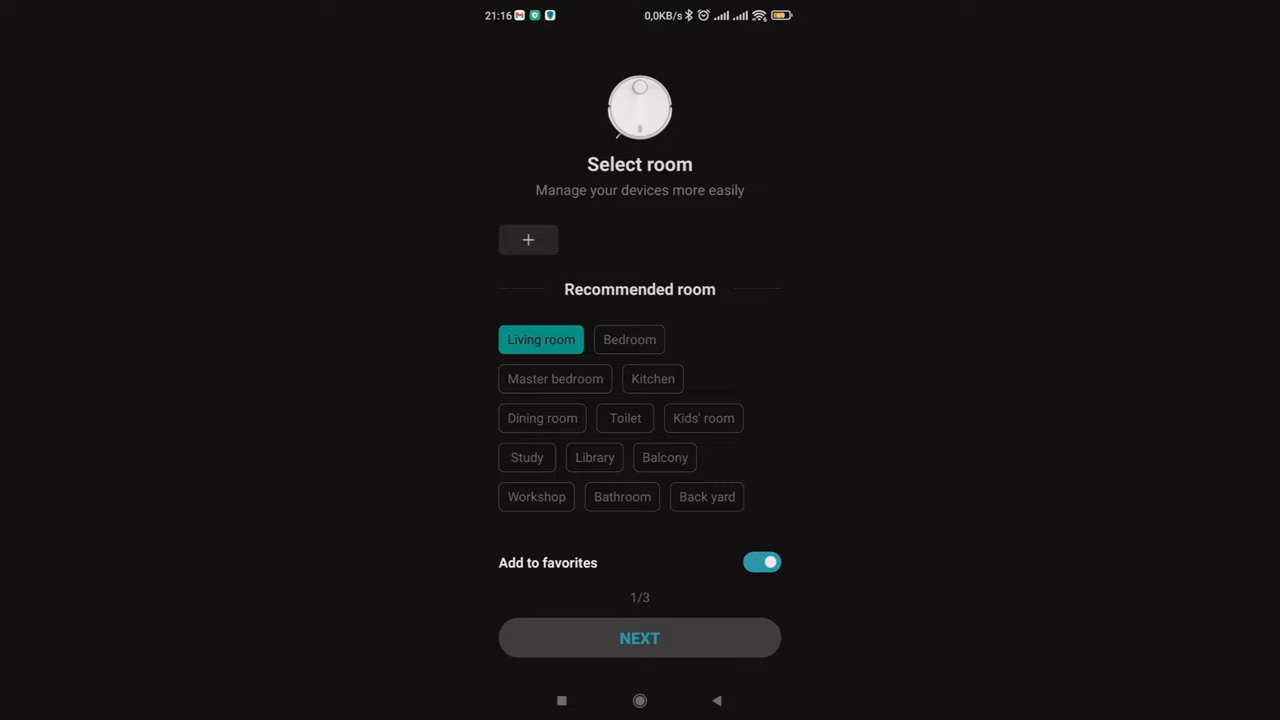 21:16 0,0KB/s
Select room
Manage your devices more easily
+
Recommended room
Living room Bedroom
Master bedroom Kitchen
Dining room Toilet Kids' room
Study Library Balcony
Workshop Bathroom Back yard
Add to favorites
1/3
NEXT